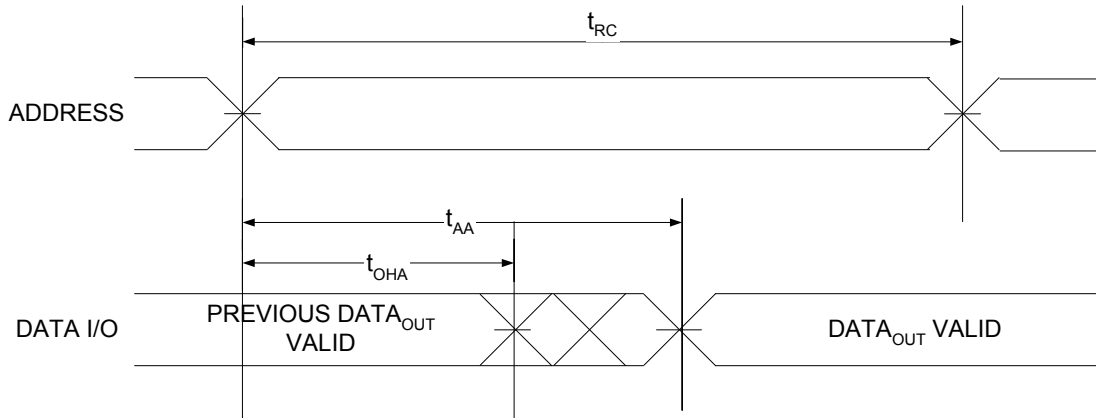 tRC
ADDRESS
tAA
tOHA
DATA I/O
PREVIOUS DATAOUT
VALID
DATAOUT VALID